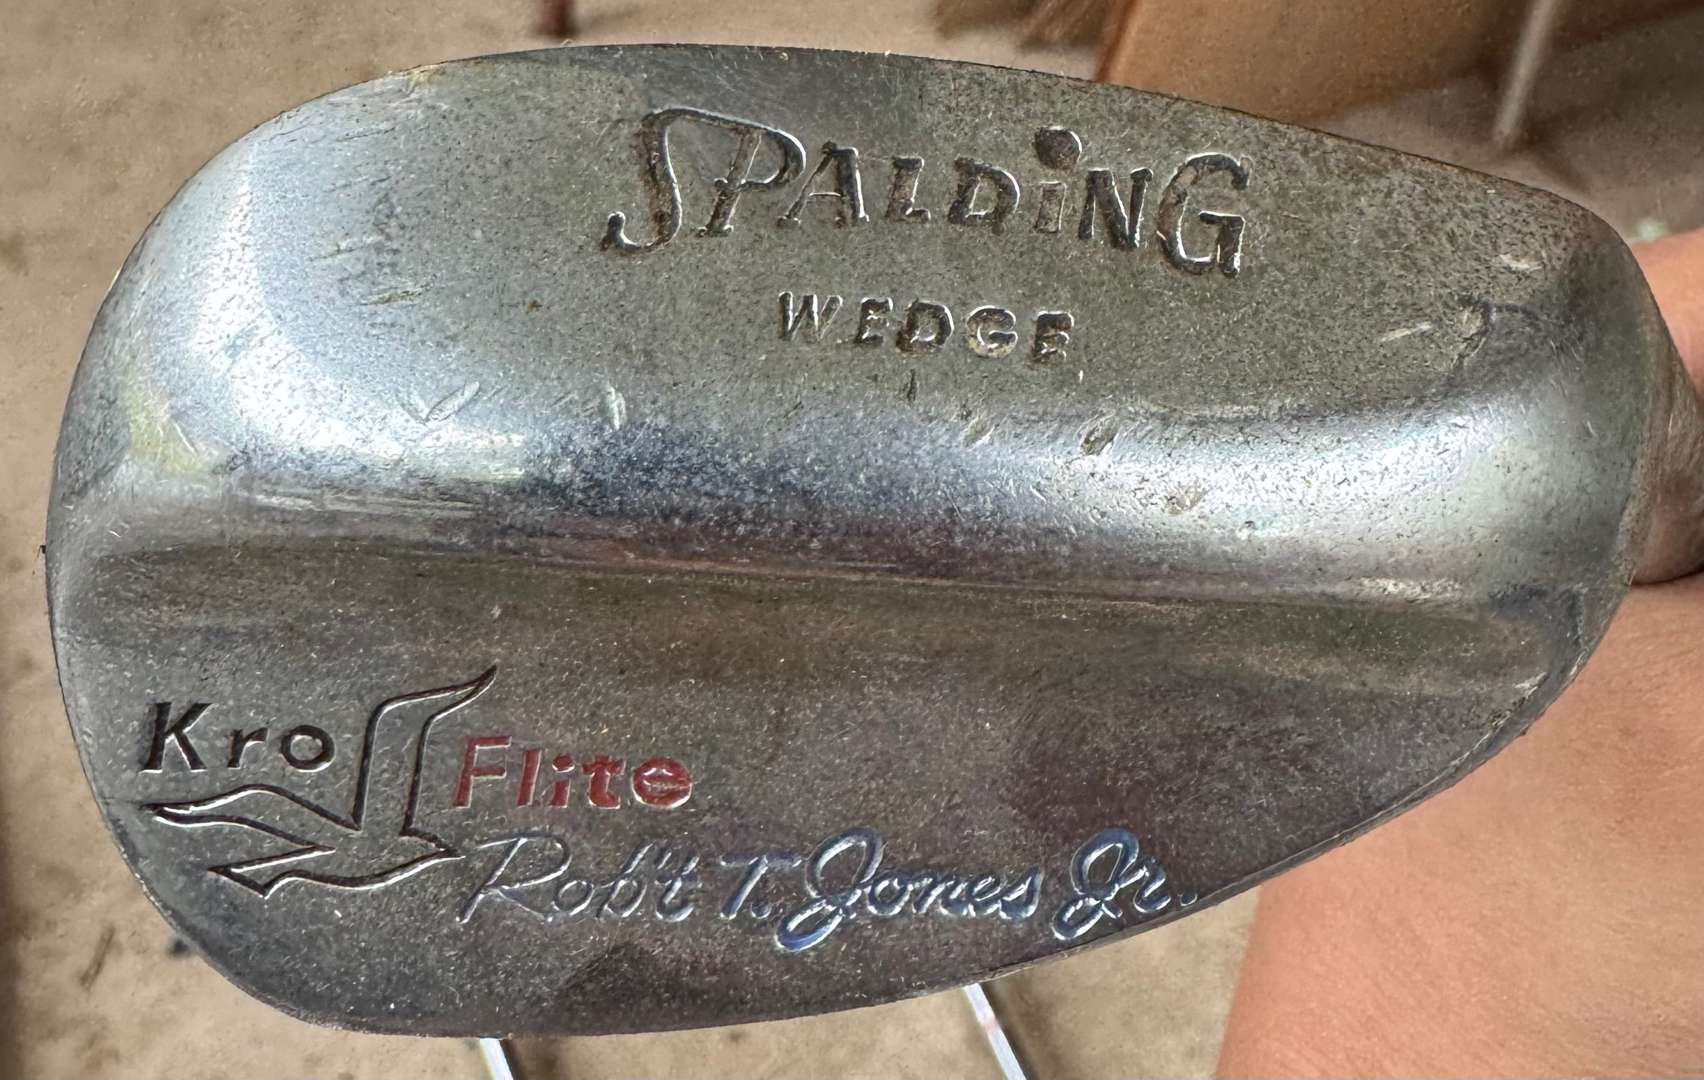 SPALDiNG
WEDGE
Kro Flite
Rob't T. Jones Jr.